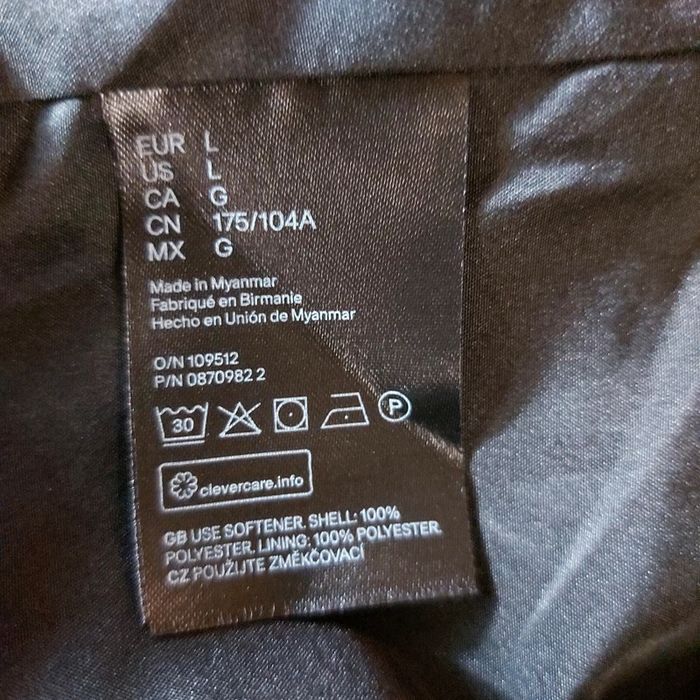 EUR L
US L
CA G
CN 175/104A
MX G
Made in Myanmar
Fabriqué en Birmanie
Hecho en Unión de Myanmar
O/N 109512
P/N 0870982 2
30 P
clevercare.info
GB USE SOFTENER. SHELL: 100%
POLYESTER. LINING: 100% POLYESTER.
CZ POUŽIJTE ZMĚKČOVACÍ